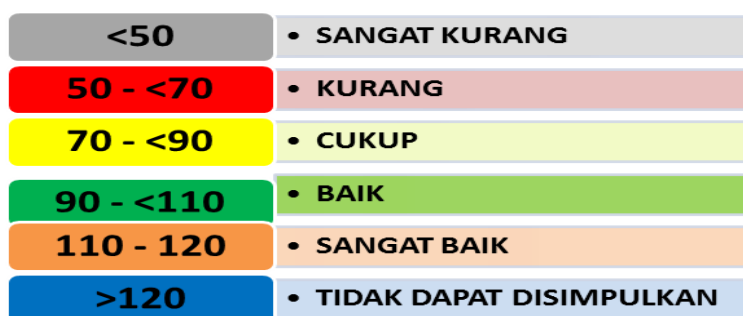 <50 • SANGAT KURANG
50 - <70 • KURANG
70 - <90 • CUKUP
90 - <110 • BAIK
110 - 120 • SANGAT BAIK
>120 • TIDAK DAPAT DISIMPULKAN